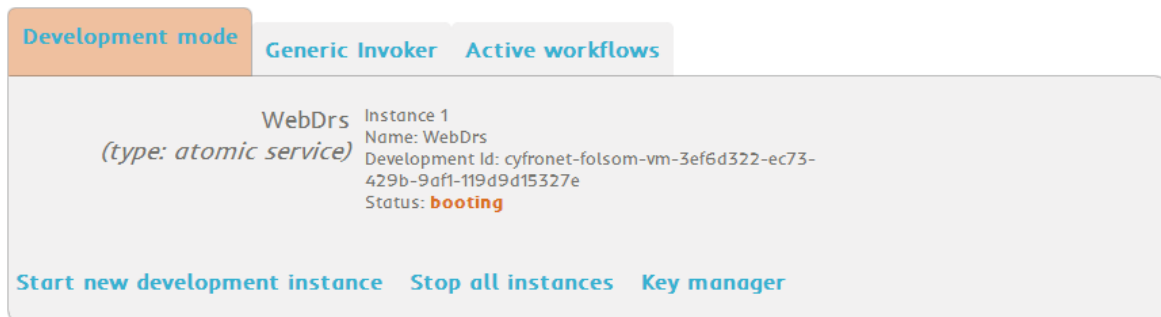 Development mode
Generic Invoker
Active workflows
WebDrs
(type: atomic service)
Instance 1
Name: WebDrs
Development Id: cyfronet-folsom-vm-3ef6d322-ec73-
429b-9af1-119d9d15327e
Status: booting
Start new development instance
Stop all instances
Key manager